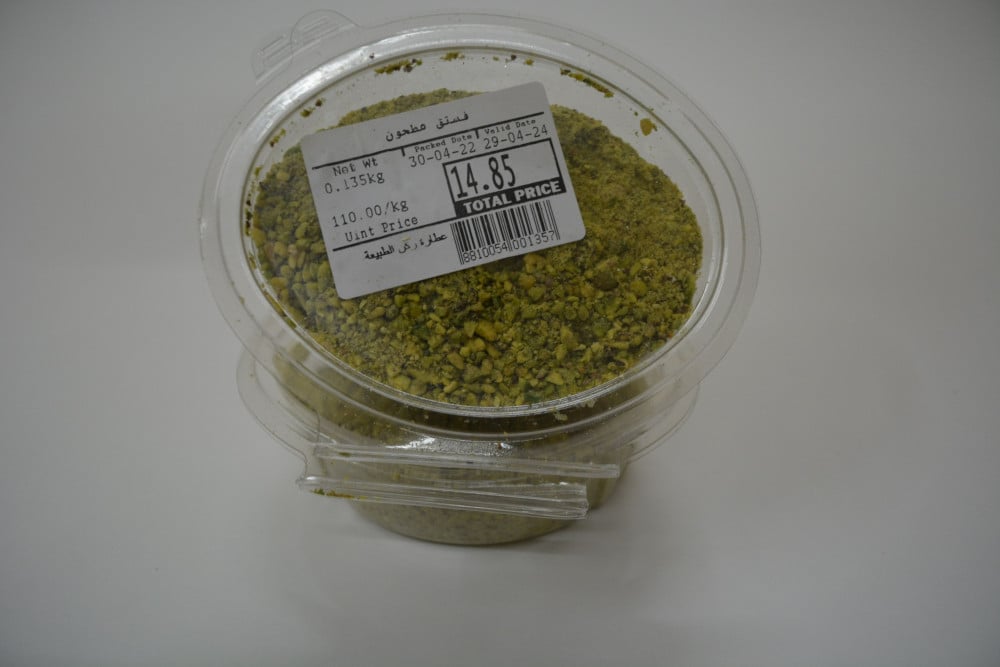 فستق مطحون
Net Wt
Packed Date
Valid Date
0.135kg
30-04-22
29-04-24
14.85
TOTAL PRICE
110.00/kg
Uint Price
عطارة ركن الطبيعة
8810054001357